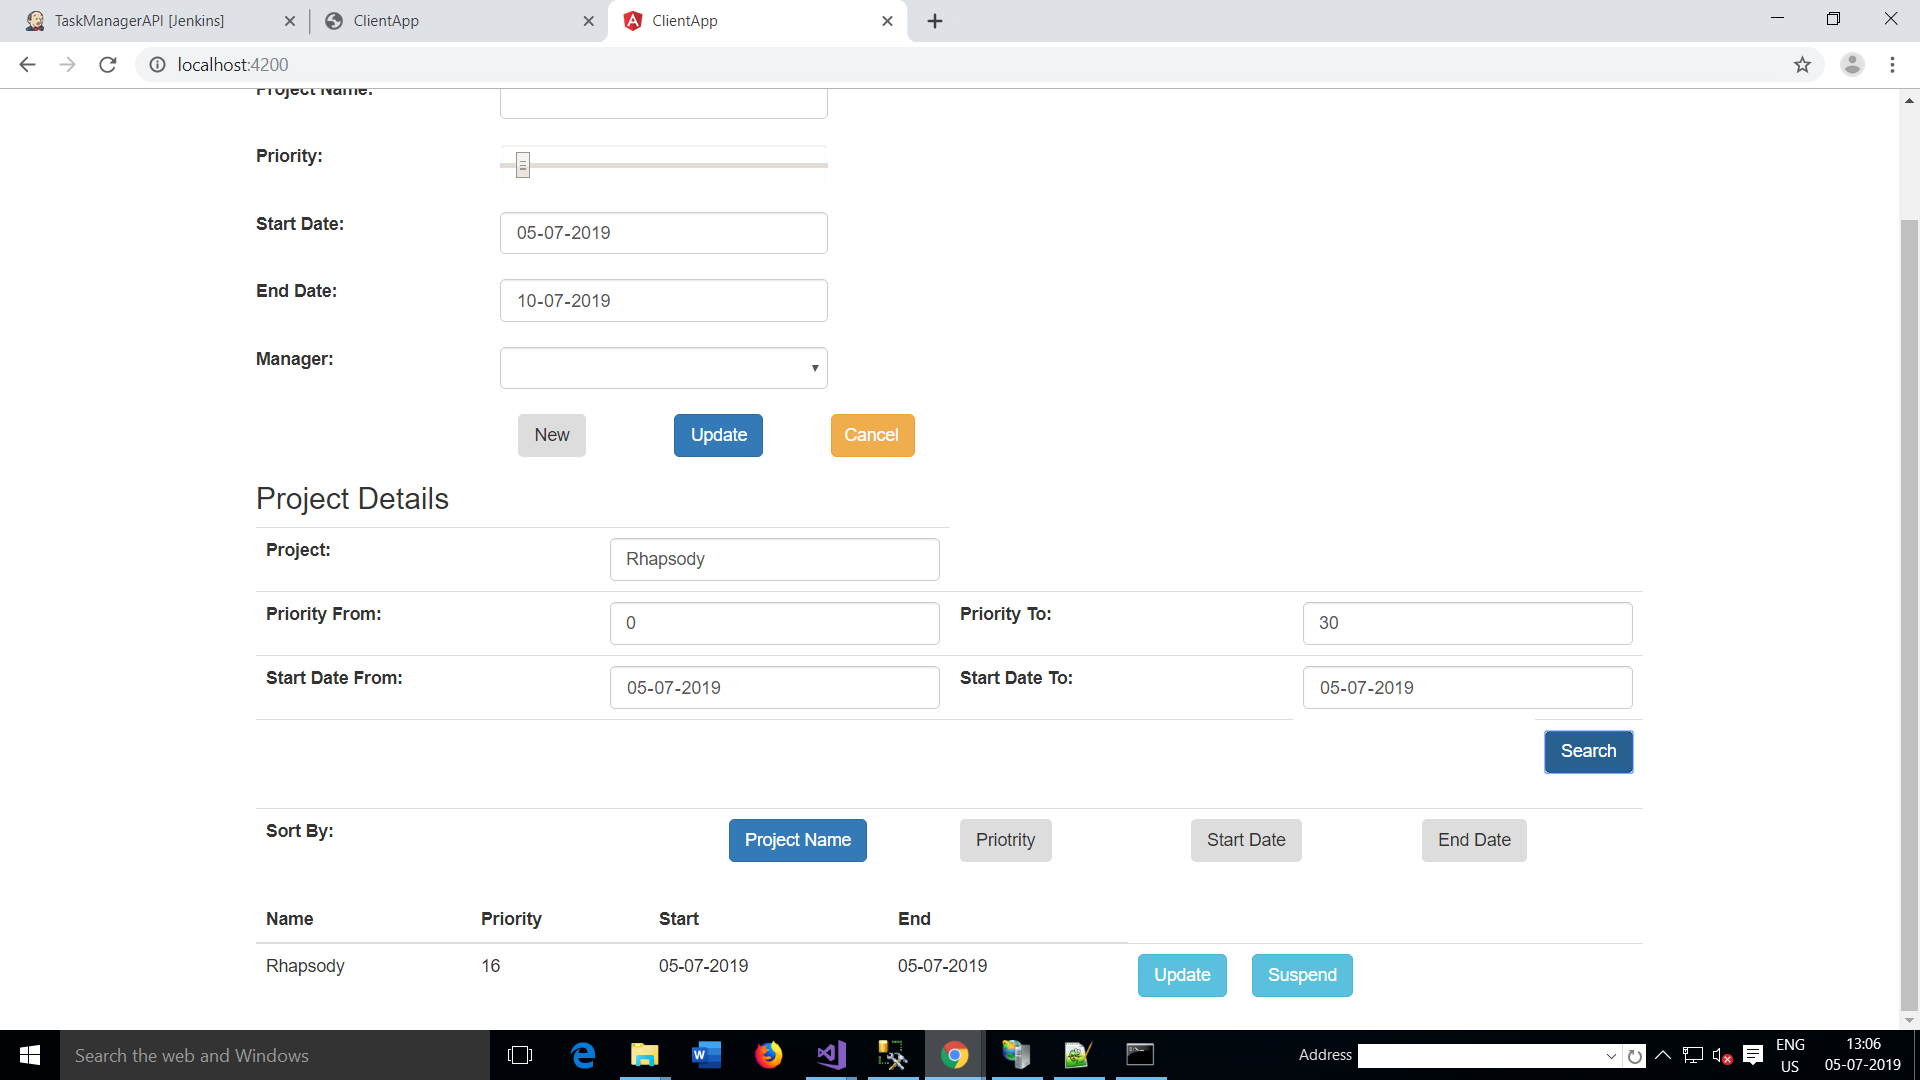 TaskManagerAPI [Jenkins]
ClientApp
ClientApp
localhost:4200
Project Name:
Priority:
Start Date:
05-07-2019
End Date:
10-07-2019
Manager:
New
Update
Cancel
Project Details
Project:
Rhapsody
Priority From:
0
Priority To:
30
Start Date From:
05-07-2019
Start Date To:
05-07-2019
Search
Sort By:
Project Name
Priotrity
Start Date
End Date
Name Priority Start End
Rhapsody 16 05-07-2019 05-07-2019
Update
Suspend
Search the web and Windows
Address
ENG
US
13:06
05-07-2019